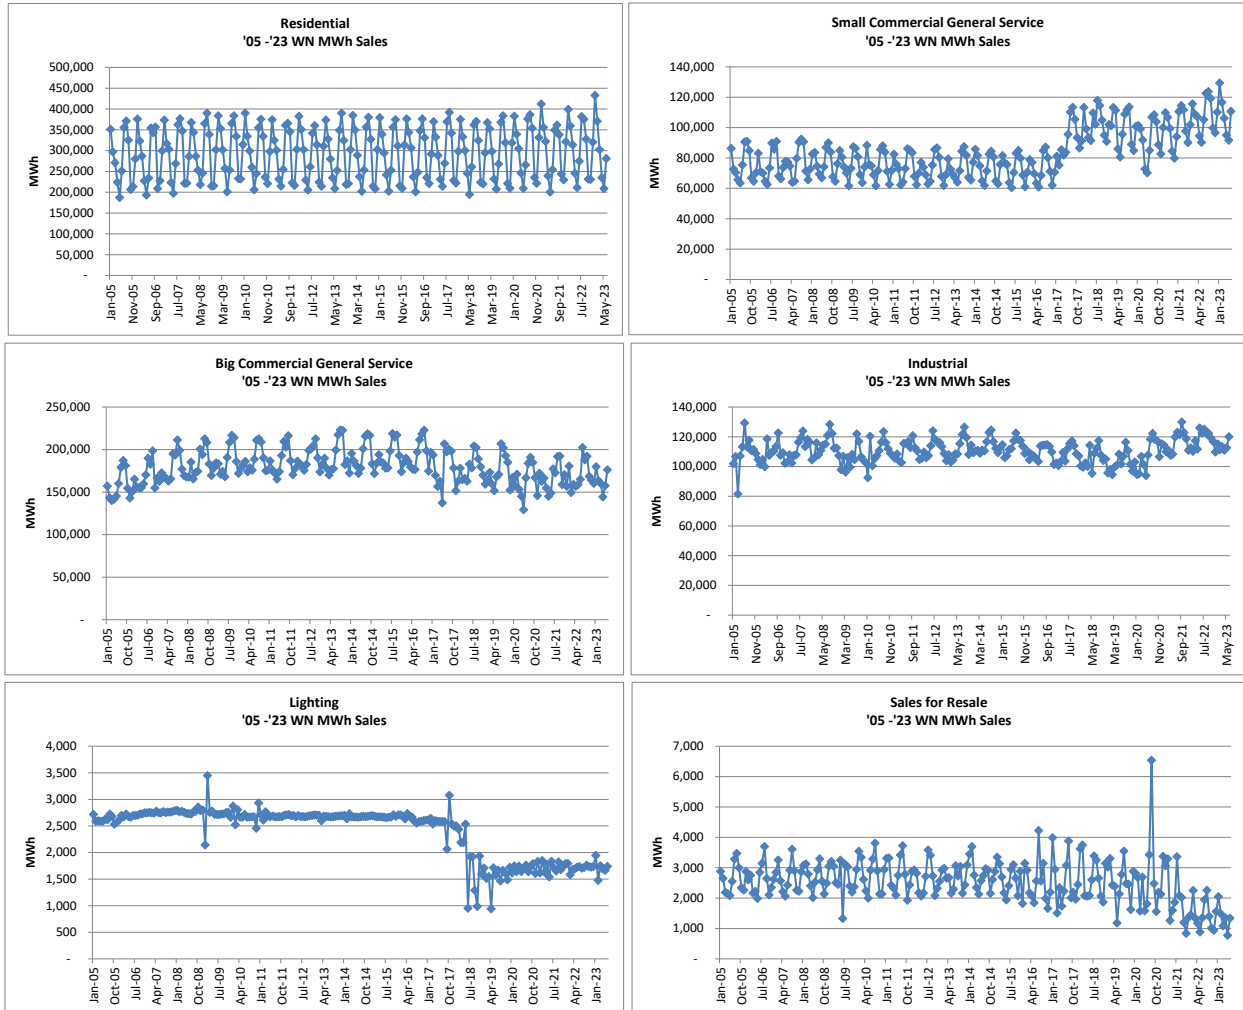 Residential
'05 -'23 WN MWh Sales
500,000
450,000
400,000
350,000
300,000
250,000
200,000
150,000
100,000
50,000
-
MWh
Jan-05
Nov-05
Sep-06
Jul-07
May-08
Mar-09
Jan-10
Nov-10
Sep-11
Jul-12
May-13
Mar-14
Jan-15
Nov-15
Sep-16
Jul-17
May-18
Mar-19
Jan-20
Nov-20
Sep-21
Jul-22
May-23
Small Commercial General Service
'05 -'23 WN MWh Sales
140,000
120,000
100,000
80,000
60,000
40,000
20,000
-
MWh
Jan-05
Oct-05
Jul-06
Apr-07
Jan-08
Oct-08
Jul-09
Apr-10
Jan-11
Oct-11
Jul-12
Apr-13
Jan-14
Oct-14
Jul-15
Apr-16
Jan-17
Oct-17
Jul-18
Apr-19
Jan-20
Oct-20
Jul-21
Apr-22
Jan-23
Big Commercial General Service
'05 -'23 WN MWh Sales
250,000
200,000
150,000
100,000
50,000
-
MWh
Jan-05
Oct-05
Jul-06
Apr-07
Jan-08
Oct-08
Jul-09
Apr-10
Jan-11
Oct-11
Jul-12
Apr-13
Jan-14
Oct-14
Jul-15
Apr-16
Jan-17
Oct-17
Jul-18
Apr-19
Jan-20
Oct-20
Jul-21
Apr-22
Jan-23
Industrial
'05 -'23 WN MWh Sales
140,000
120,000
100,000
80,000
60,000
40,000
20,000
-
MWh
Jan-05
Nov-05
Sep-06
Jul-07
May-08
Mar-09
Jan-10
Nov-10
Sep-11
Jul-12
May-13
Mar-14
Jan-15
Nov-15
Sep-16
Jul-17
May-18
Mar-19
Jan-20
Nov-20
Sep-21
Jul-22
May-23
Lighting
'05 -'23 WN MWh Sales
4,000
3,500
3,000
2,500
2,000
1,500
1,000
500
-
MWh
Jan-05
Oct-05
Jul-06
Apr-07
Jan-08
Oct-08
Jul-09
Apr-10
Jan-11
Oct-11
Jul-12
Apr-13
Jan-14
Oct-14
Jul-15
Apr-16
Jan-17
Oct-17
Jul-18
Apr-19
Jan-20
Oct-20
Jul-21
Apr-22
Jan-23
Sales for Resale
'05 -'23 WN MWh Sales
7,000
6,000
5,000
4,000
3,000
2,000
1,000
-
MWh
Jan-05
Oct-05
Jul-06
Apr-07
Jan-08
Oct-08
Jul-09
Apr-10
Jan-11
Oct-11
Jul-12
Apr-13
Jan-14
Oct-14
Jul-15
Apr-16
Jan-17
Oct-17
Jul-18
Apr-19
Jan-20
Oct-20
Jul-21
Apr-22
Jan-23